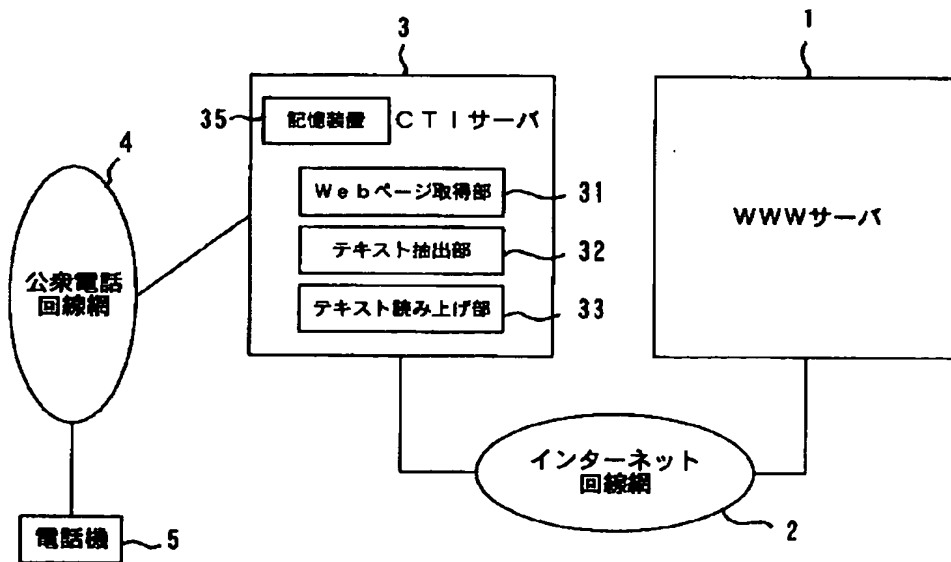 3
1
35
記憶装置
CTIサーバ
4
Webページ取得部
31
WWWサーバ
テキスト抽出部
32
公衆電話
回線網
テキスト読み上げ部
33
インターネット
回線網
電話機
5
2